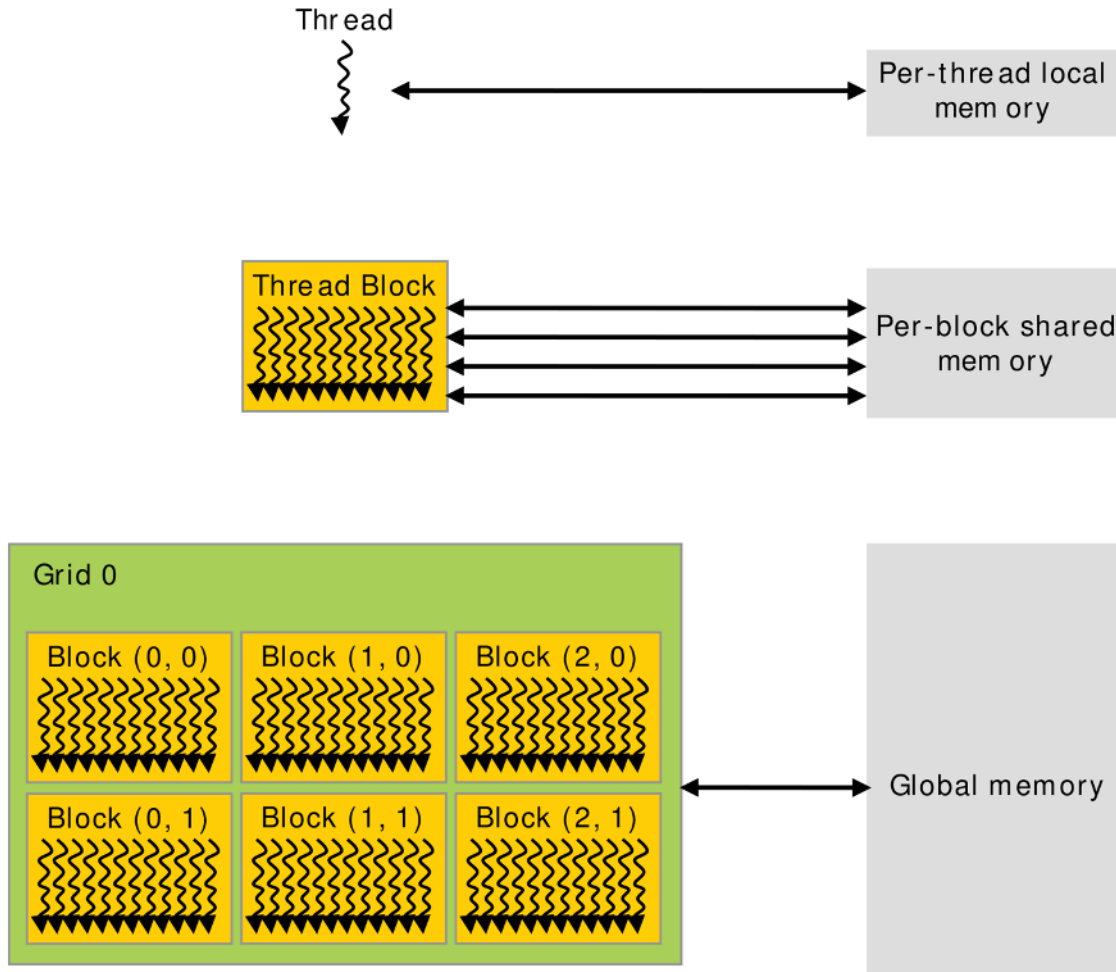 Thread
Per-thread local
memory
Thread Block
Per-block shared
memory
Grid 0
Block (0, 0)
Block (1, 0)
Block (2, 0)
Block (0, 1)
Block (1, 1)
Block (2, 1)
Global memory